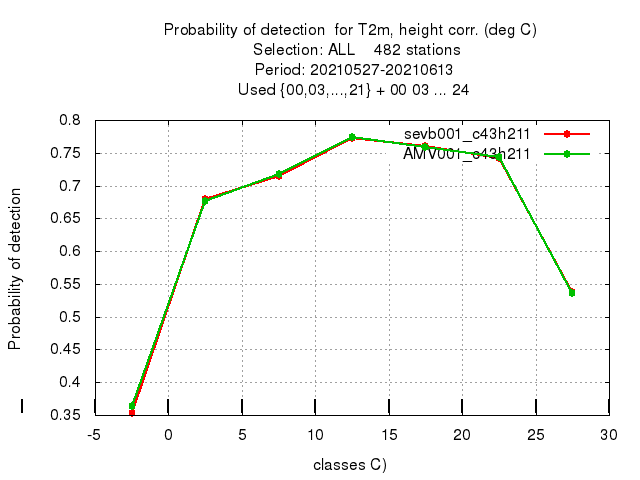 Probability of detection  for T2m, height corr. (deg C)
Selection: ALL    482 stations
Period: 20210527-20210613
Used {00,03,...,21} + 00 03 ... 24
sevb001_c43h211
AMV001_c43h211
Probability of detection
0.8
0.75
0.7
0.65
0.6
0.55
0.5
0.45
0.4
0.35
-5 0 5 10 15 20 25 30
classes C)